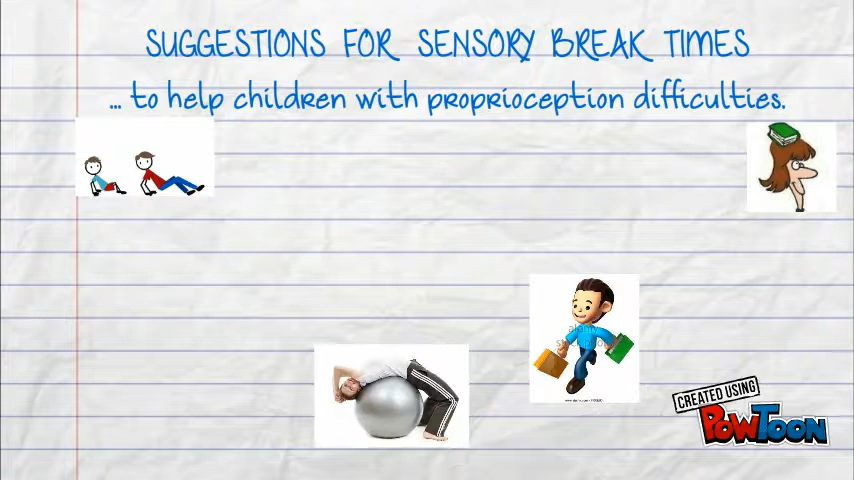 SUGGESTIONS FOR SENSORY BREAK TIMES
... to help children with proprioception difficulties.
CREATED USING
POWTOON